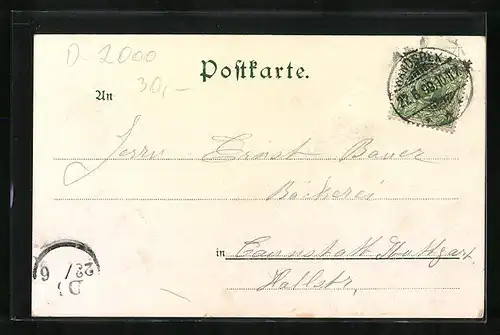 D-2000
30,-
Postkarte.
An
Herrn Ernst Bauer
Bäckerei
in Cannstatt Stuttgart
Hallstr.